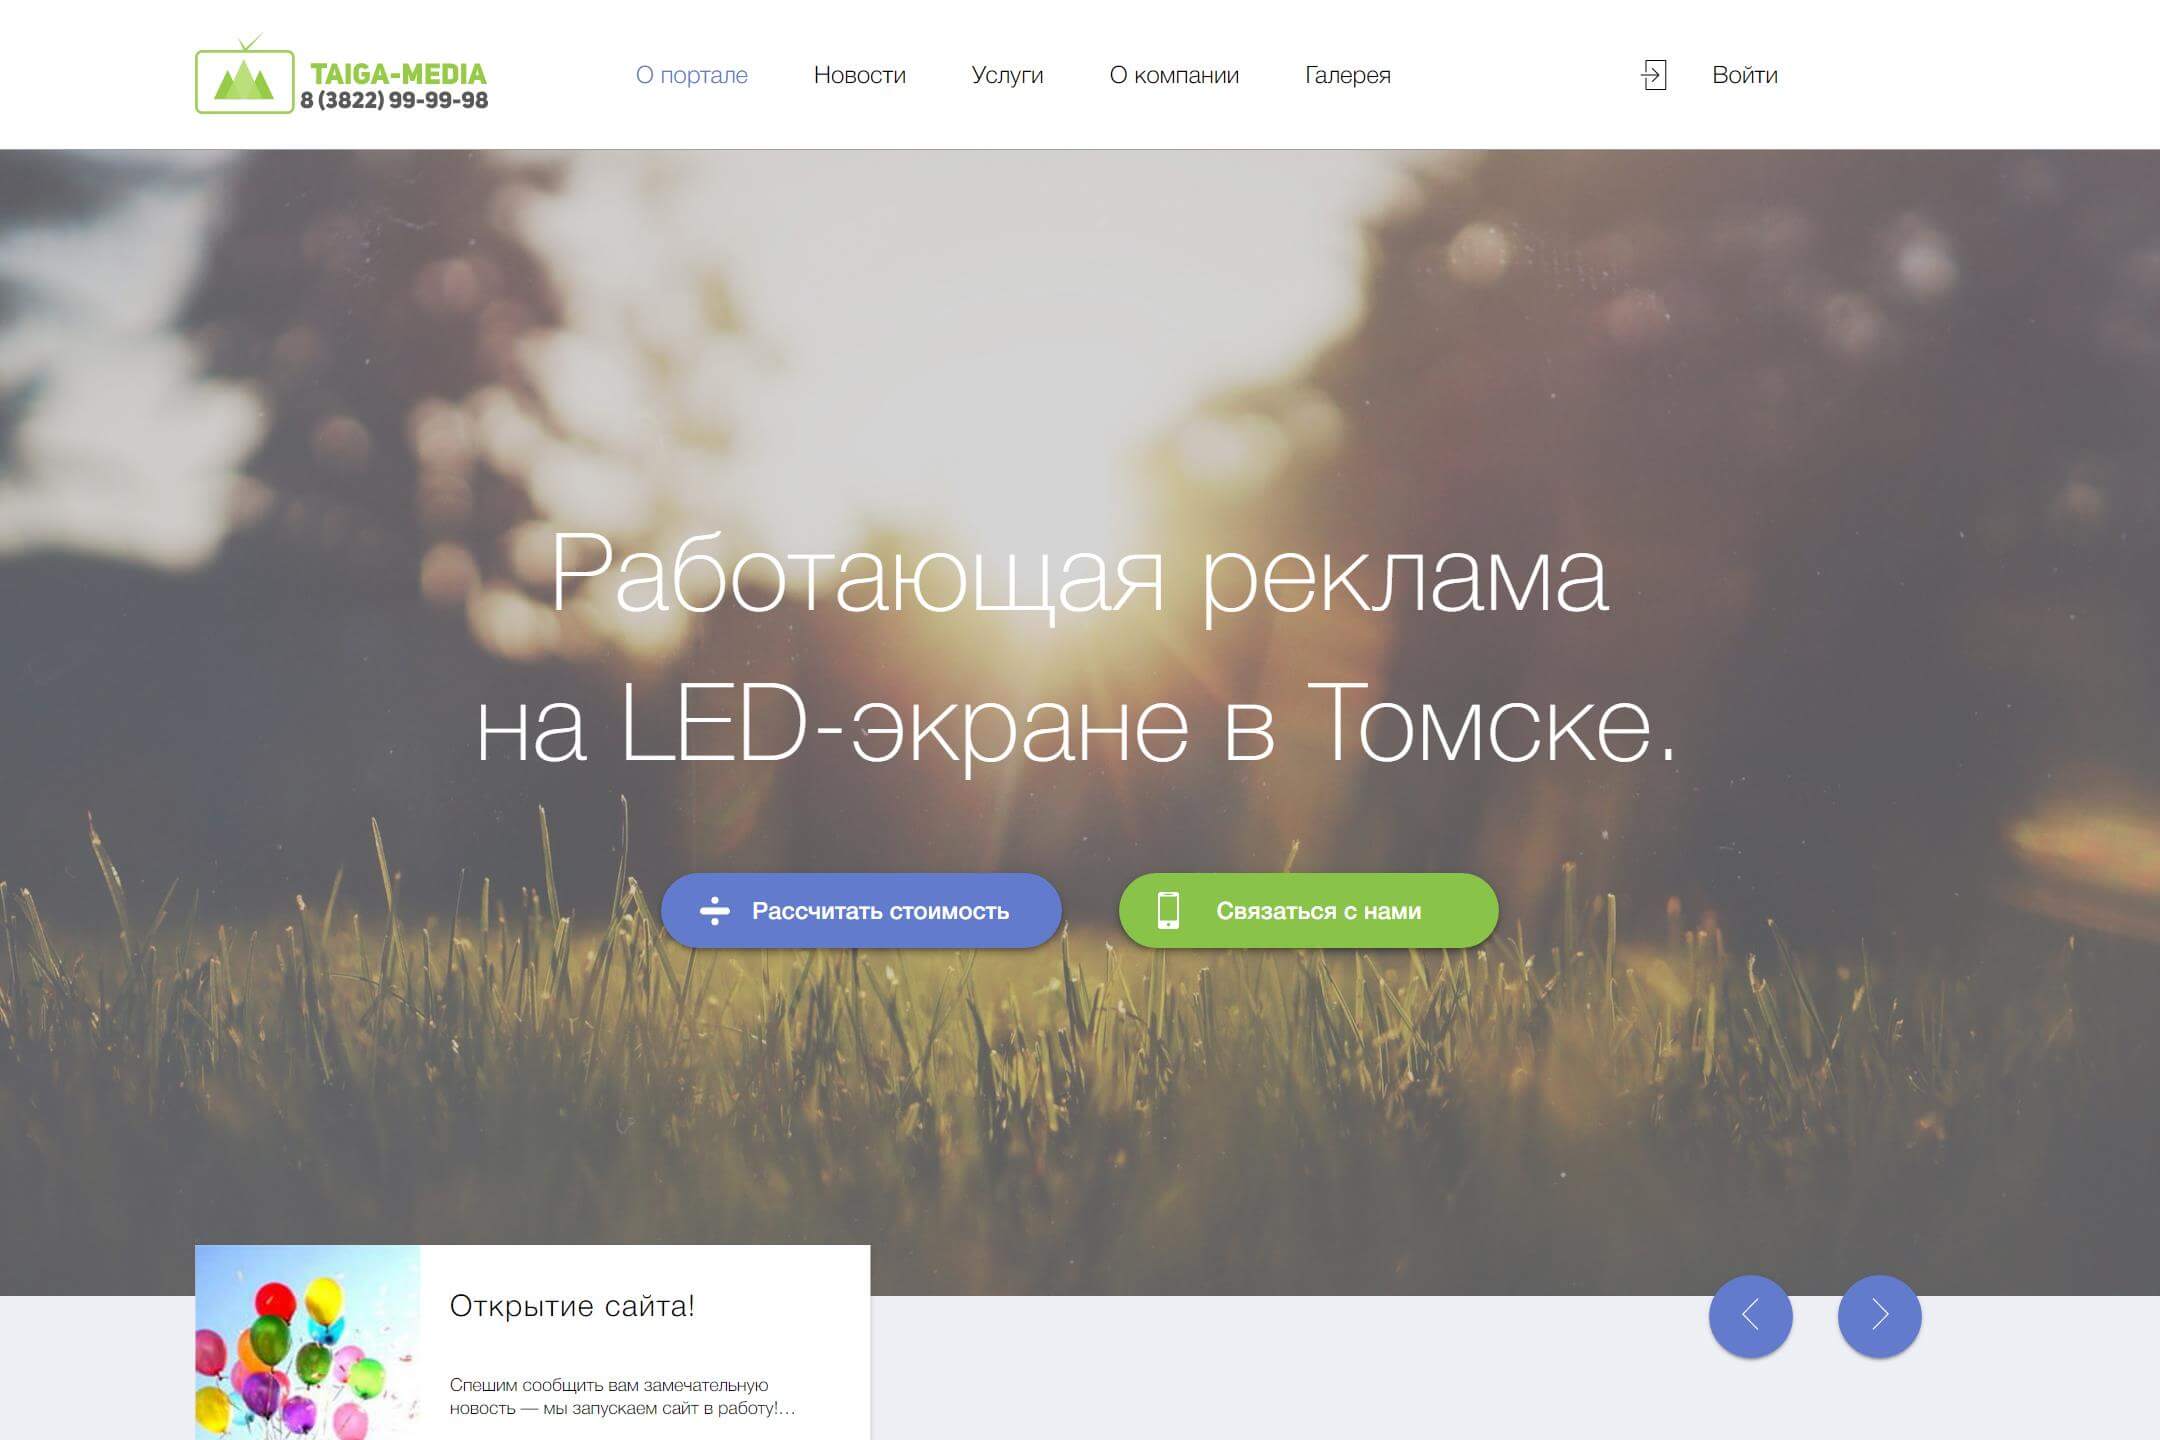 TAIGA-MEDIA
8 (3822) 99-99-98
О портале
Новости
Услуги
О компании
Галерея
Войти
Работающая реклама
на LED-экране в Томске.
Рассчитать стоимость
Связаться с нами
Открытие сайта!
Спешим сообщить вам замечательную
новость — мы запускаем сайт в работу!...